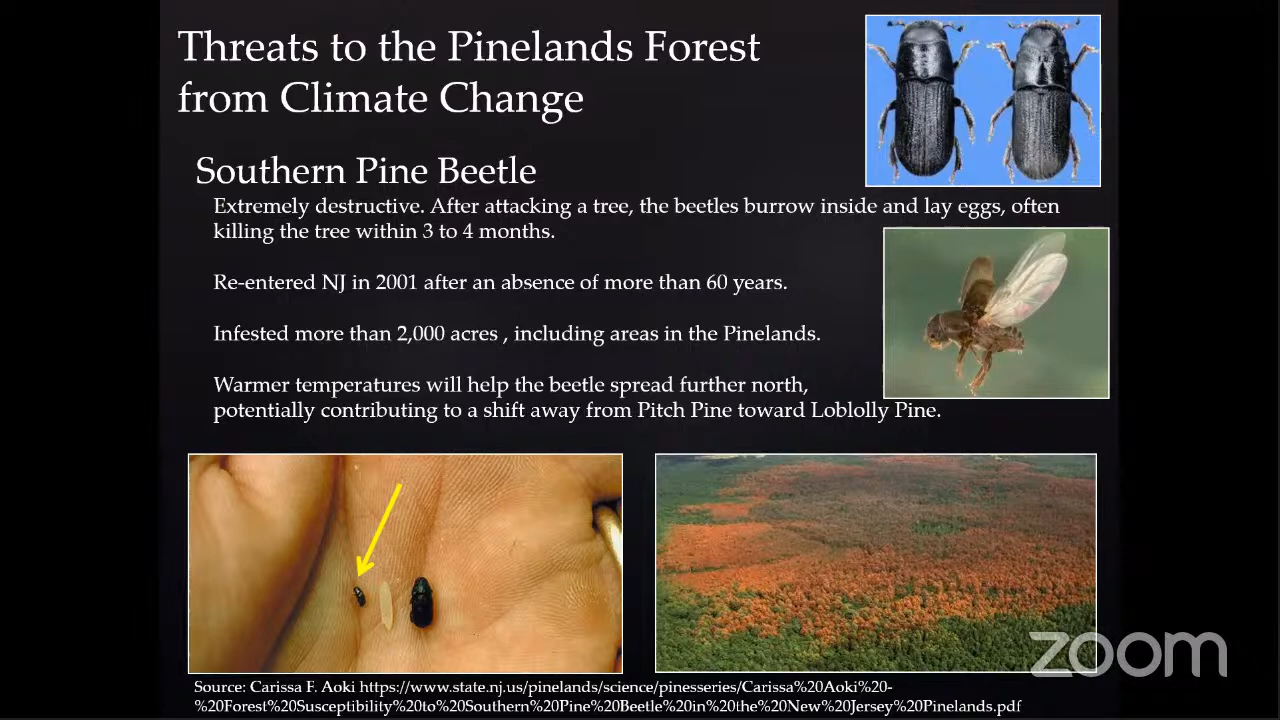 Threats to the Pinelands Forest
from Climate Change
Southern Pine Beetle
Extremely destructive. After attacking a tree, the beetles burrow inside and lay eggs, often
killing the tree within 3 to 4 months.
Re-entered NJ in 2001 after an absence of more than 60 years.
Infested more than 2,000 acres , including areas in the Pinelands.
Warmer temperatures will help the beetle spread further north,
potentially contributing to a shift away from Pitch Pine toward Loblolly Pine.
zoom
Source: Carissa F. Aoki https://www.state.nj.us/pinelands/science/pinesseries/Carissa%20Aoki%20-
%20Forest%20Susceptibility%20to%20Southern%20Pine%20Beetle%20in%20the%20New%20Jersey%20Pinelands.pdf